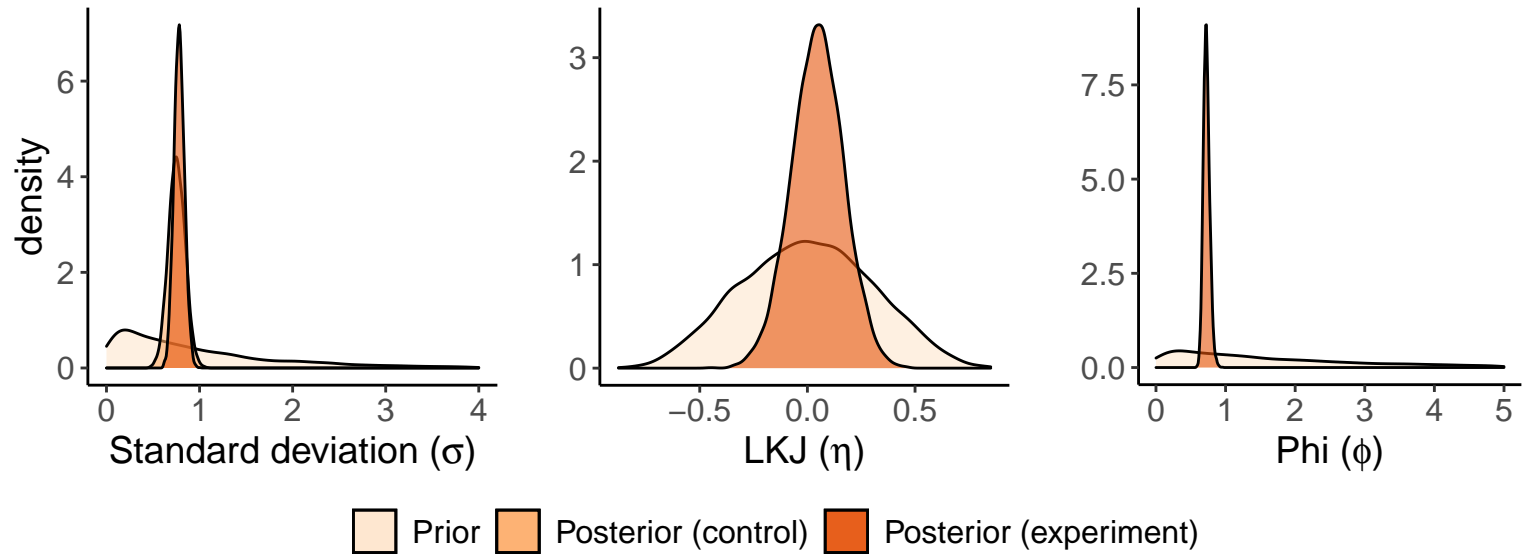 density
6
4
2
0
0 1 2 3 4
Standard deviation (σ)
3
2
1
0
−0.5 0.0 0.5
LKJ (η)
7.5
5.0
2.5
0.0
0 1 2 3 4 5
Phi (ϕ)
Prior Posterior (control) Posterior (experiment)